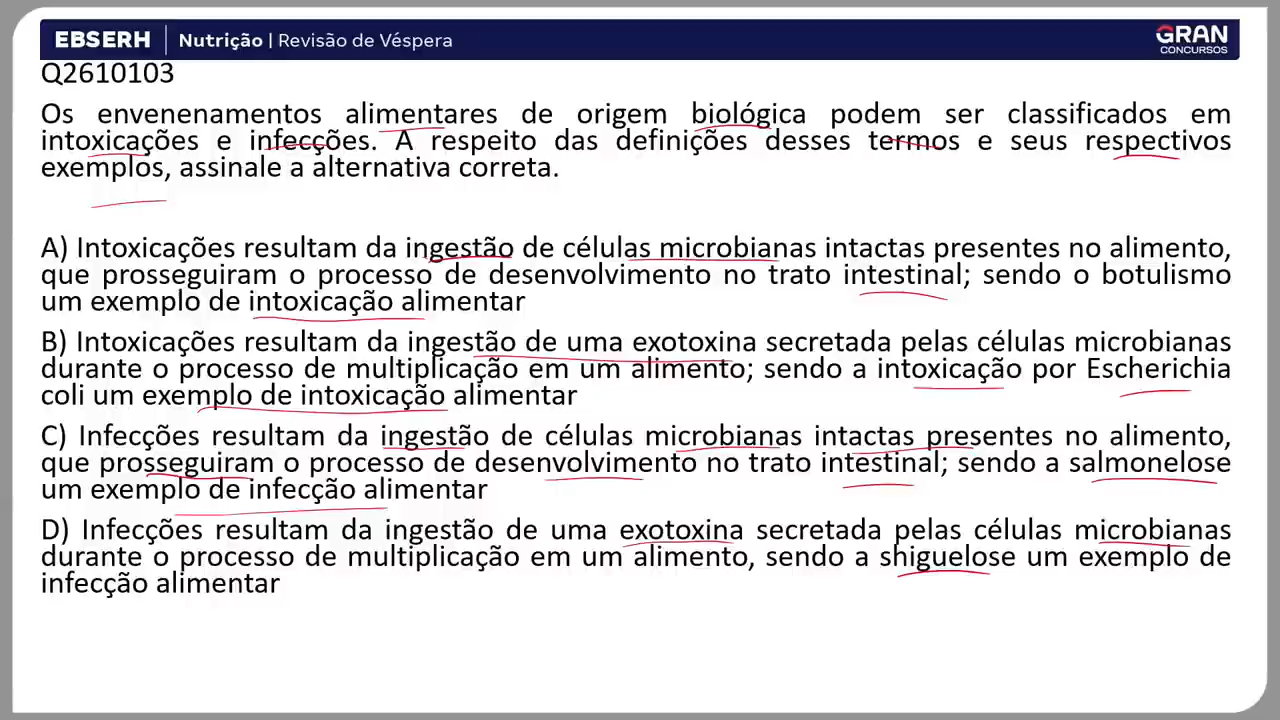 EBSERH | Nutrição | Revisão de Véspera
GRAN
CONCURSOS
Q2610103
Os envenenamentos alimentares de origem biológica podem ser classificados em
intoxicações e infecções. A respeito das definições desses termos e seus respectivos
exemplos, assinale a alternativa correta.
A) Intoxicações resultam da ingestão de células microbianas intactas presentes no alimento,
que prosseguiram o processo de desenvolvimento no trato intestinal; sendo o botulismo
um exemplo de intoxicação alimentar
B) Intoxicações resultam da ingestão de uma exotoxina secretada pelas células microbianas
durante o processo de multiplicação em um alimento; sendo a intoxicação por Escherichia
coli um exemplo de intoxicação alimentar
C) Infecções resultam da ingestão de células microbianas intactas presentes no alimento,
que prosseguiram o processo de desenvolvimento no trato intestinal; sendo a salmonelose
um exemplo de infecção alimentar
D) Infecções resultam da ingestão de uma exotoxina secretada pelas células microbianas
durante o processo de multiplicação em um alimento, sendo a shiguelose um exemplo de
infecção alimentar